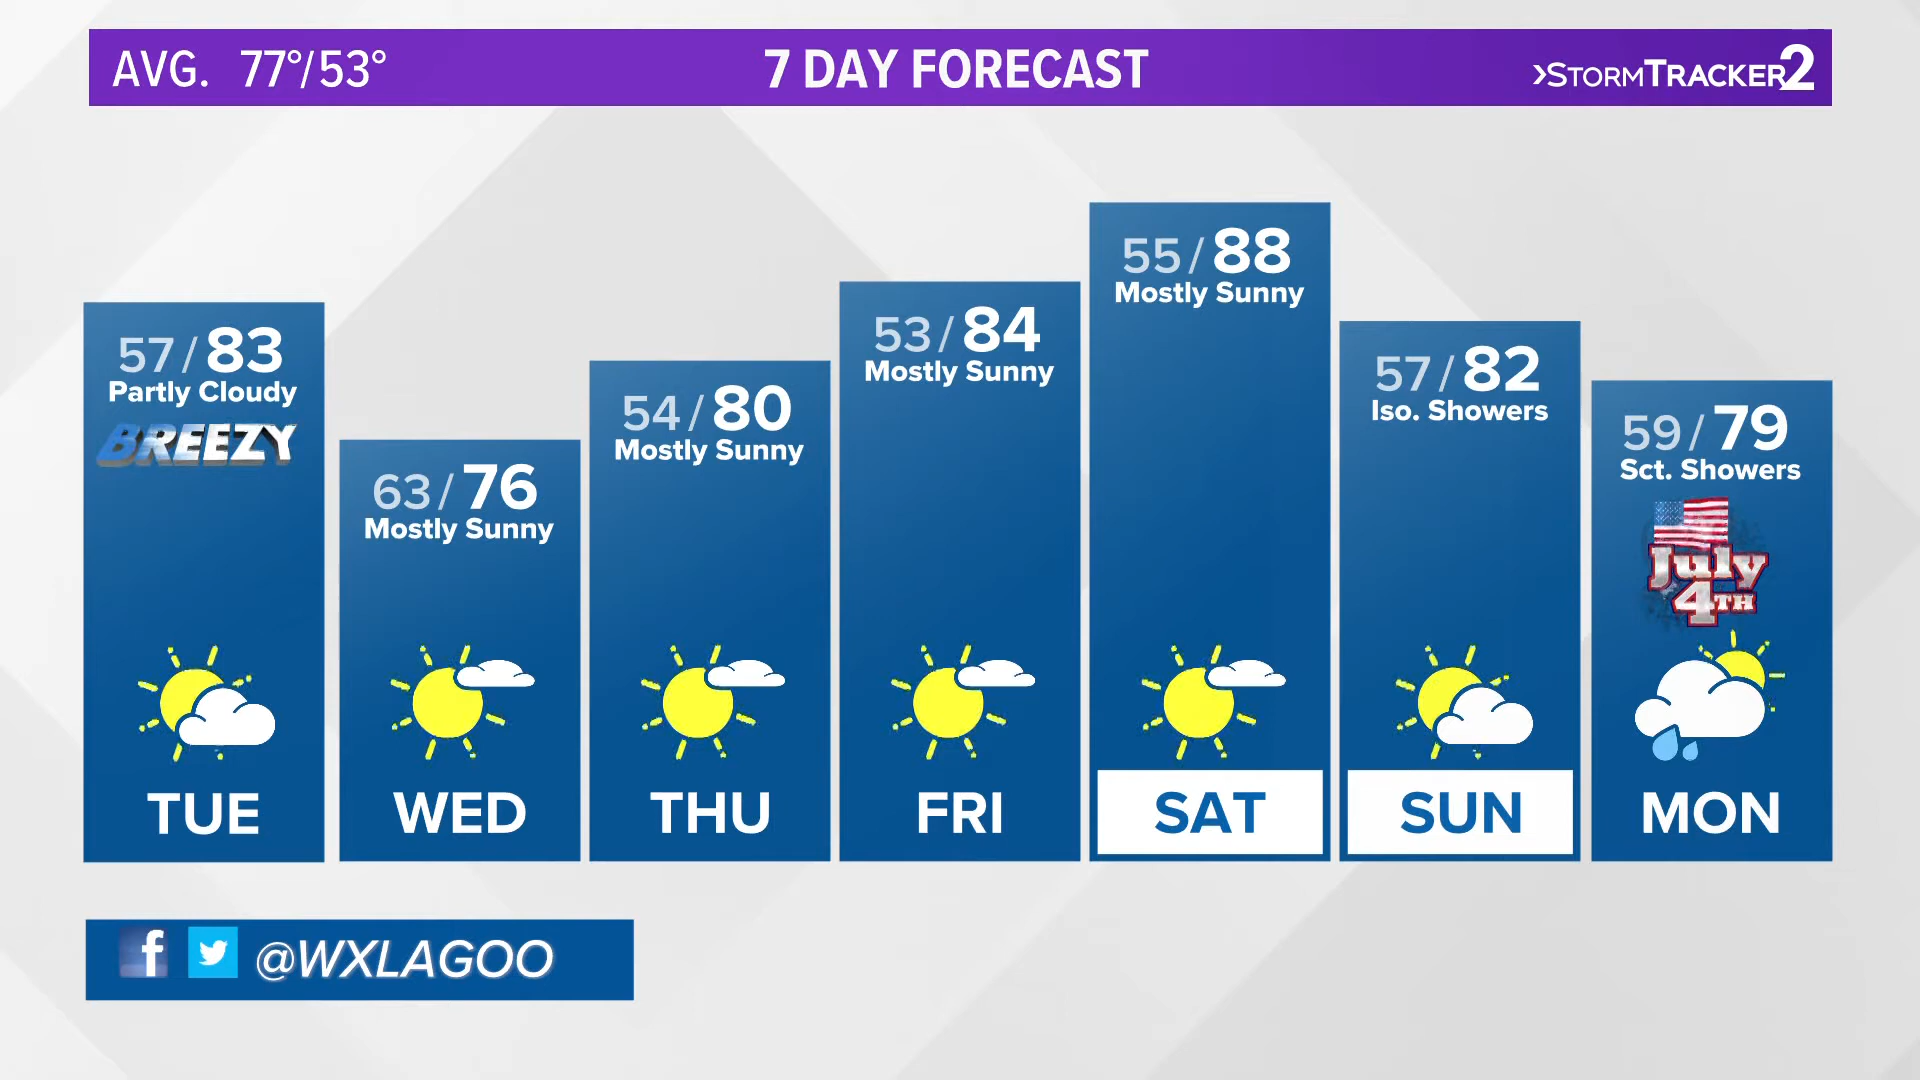 AVG. 77°/53°
7 DAY FORECAST
›STORMTRACKER2
57/83
Partly Cloudy
BREEZY
TUE
63/76
Mostly Sunny
WED
54/80
Mostly Sunny
THU
53/84
Mostly Sunny
FRI
55/88
Mostly Sunny
SAT
57/82
Iso. Showers
SUN
59/79
Sct. Showers
July
4TH
MON
f @WXLAGOO